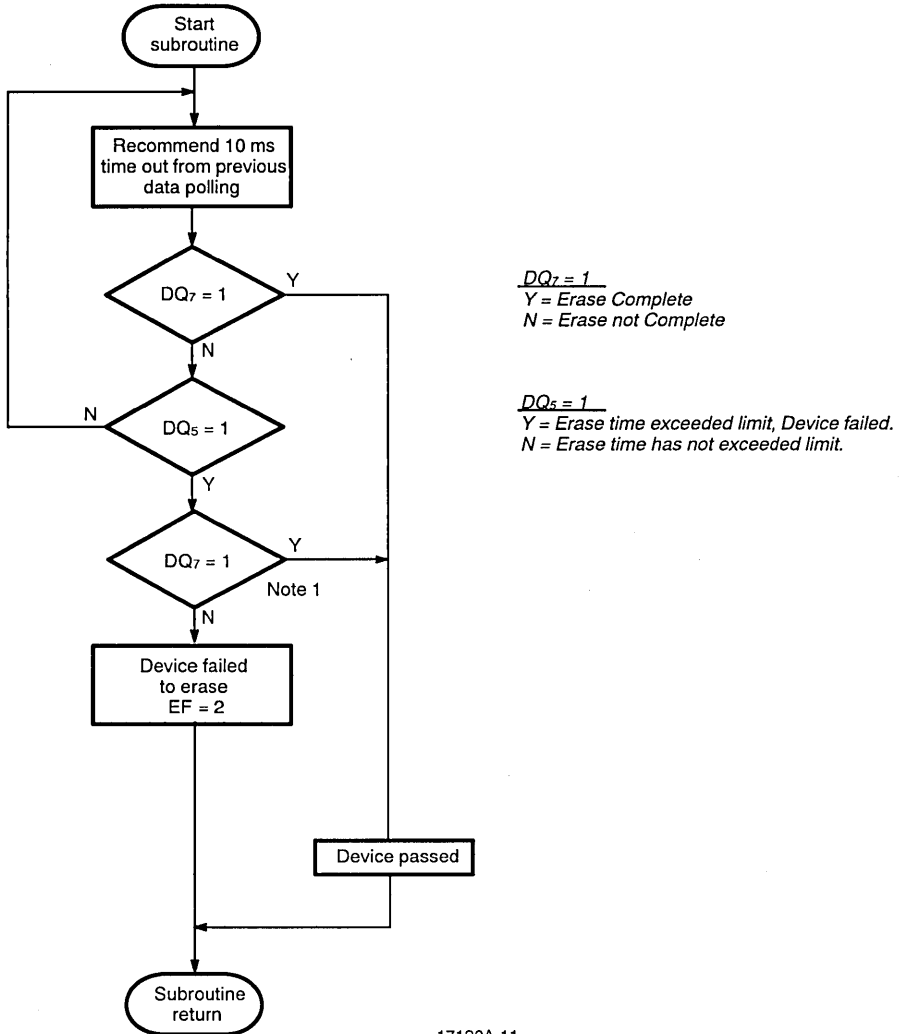 Start
subroutine
Recommend 10 ms
time out from previous
data polling
DQ7 = 1
Y
N
DQ7 = 1
Y = Erase Complete
N = Erase not Complete
N
DQ5 = 1
Y
DQ5 = 1
Y = Erase time exceeded limit, Device failed.
N = Erase time has not exceeded limit.
DQ7 = 1
Y
Note 1
N
Device failed
to erase
EF = 2
Device passed
Subroutine
return